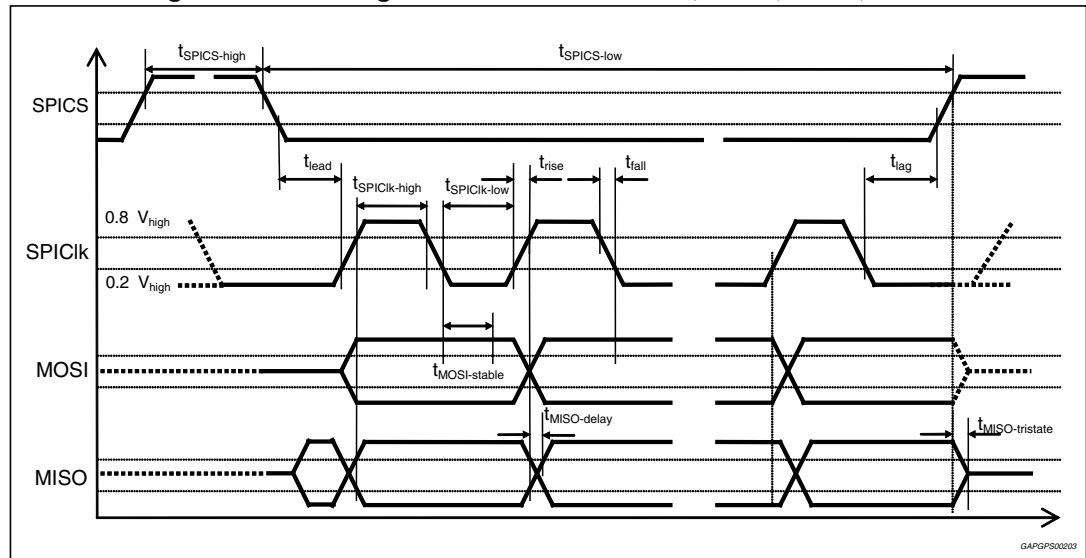 tSPICS-high
tSPICS-low
SPICS
tlead
tSPIClk-high
tSPIClk-low
trise
tfall
tlag
0.8 Vhigh
SPIClk
0.2 Vhigh
MOSI
tMOSI-stable
tMISO-delay
tMISO-tristate
MISO
GAPGPS00203